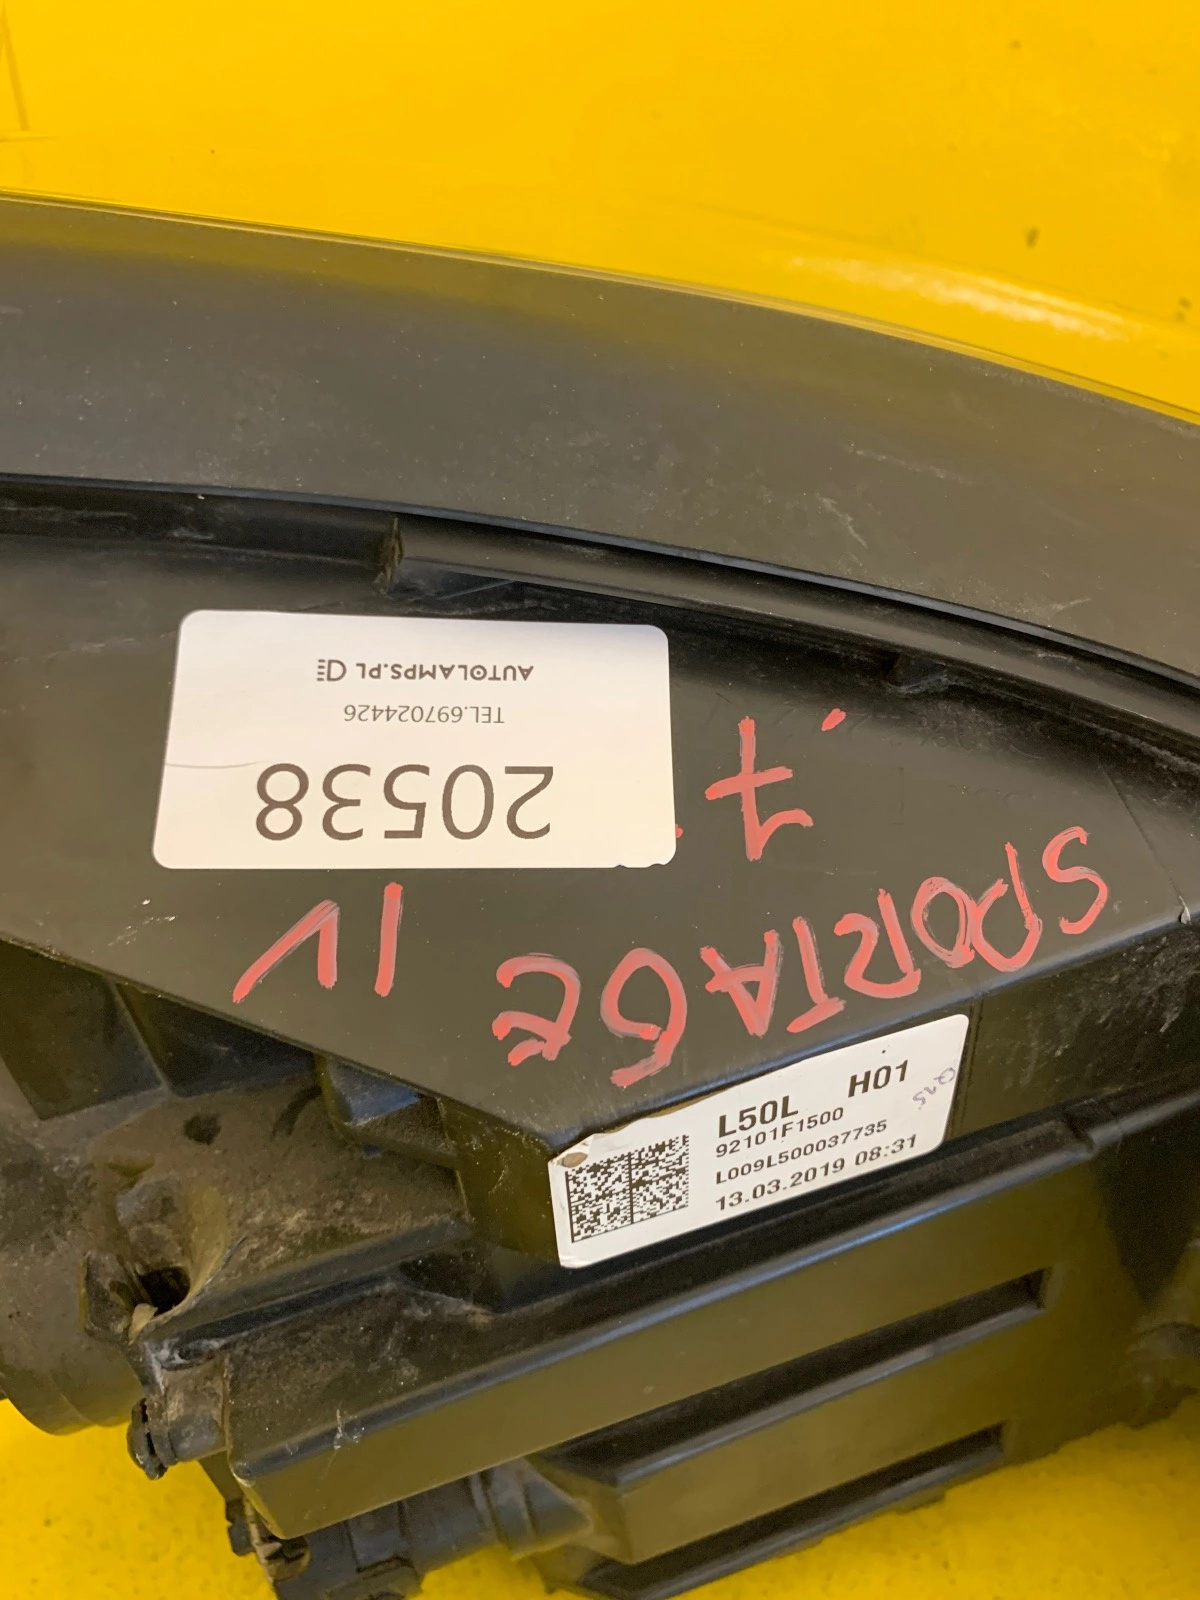 AUTOLAMPS.PL
TEL.697024426
20538
SPORTAGE IV
L50L H01
92101F1500
L009L500037735
13.03.2019 08:31